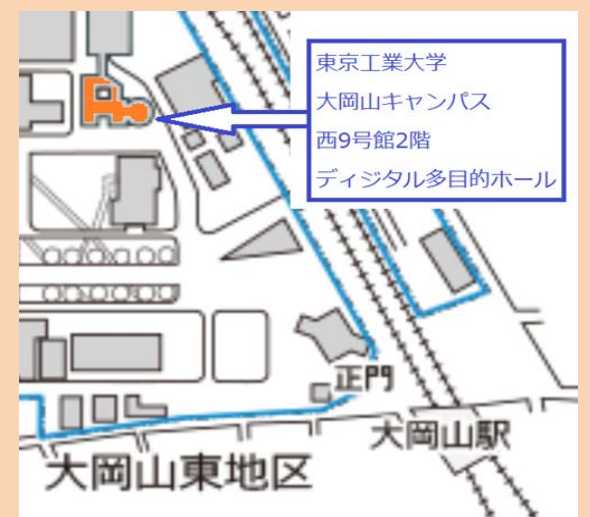 東京工業大学
大岡山キャンパス
西9号館2階
ディジタル多目的ホール
正門
大岡山駅
大岡山東地区